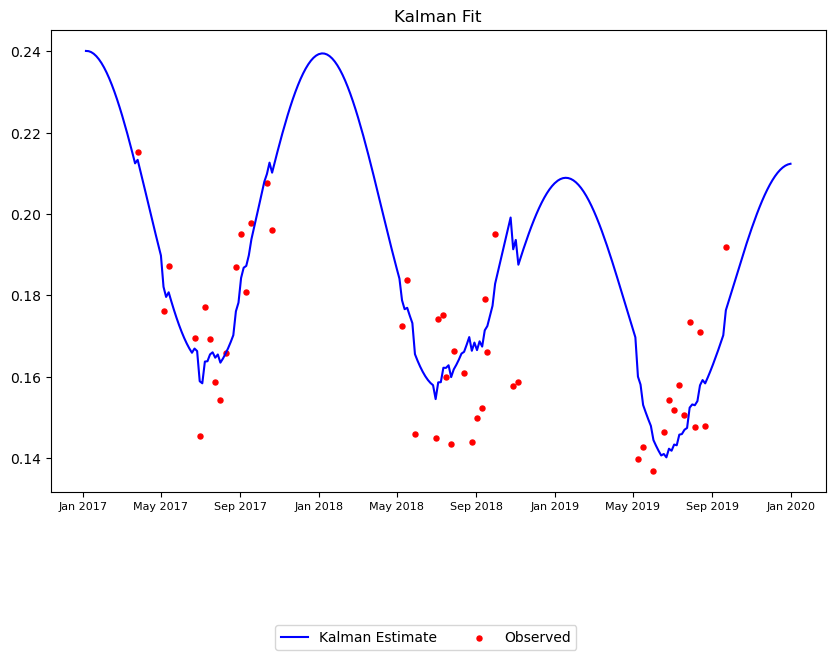 Kalman Fit
0.24
0.22
0.20
0.18
0.16
0.14
Jan 2017 May 2017 Sep 2017 Jan 2018 May 2018 Sep 2018 Jan 2019 May 2019 Sep 2019 Jan 2020
Kalman Estimate Observed